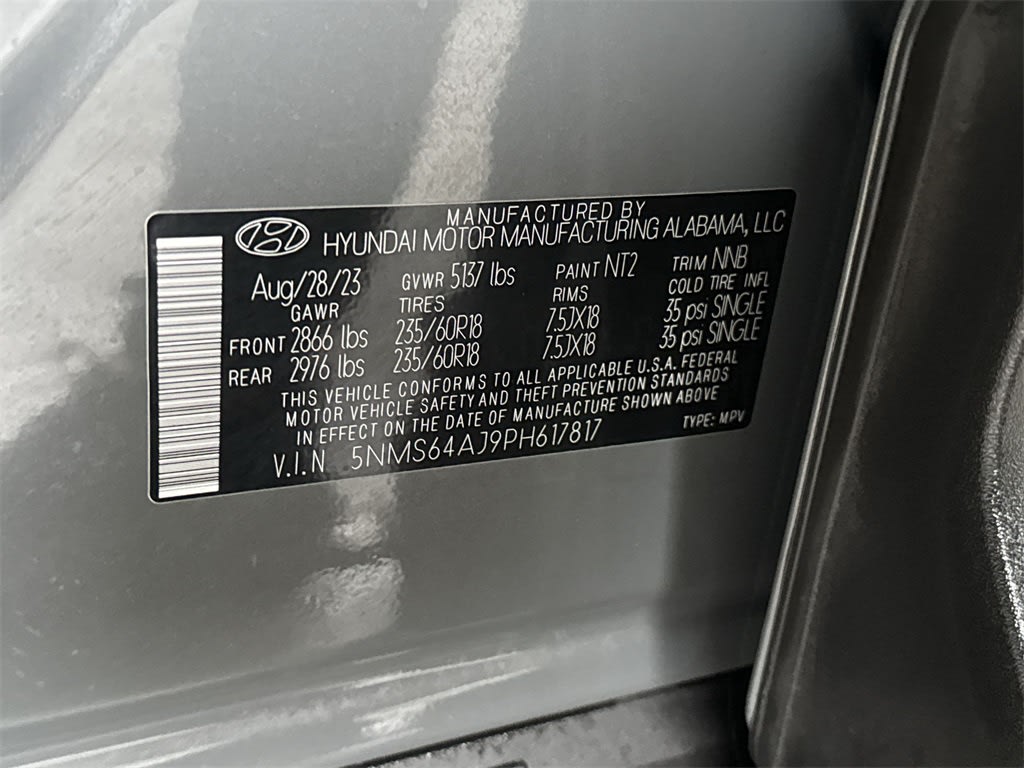 MANUFACTURED BY
HYUNDAI MOTOR MANUFACTURING ALABAMA, LLC
Aug/28/23 GVWR 5137 lbs PAINT NT2 TRIM NNB
GAWR TIRES RIMS COLD TIRE INFL
FRONT 2866 lbs 235/60R18 7.5JX18 35 psi SINGLE
REAR 2976 lbs 235/60R18 7.5JX18 35 psi SINGLE
THIS VEHICLE CONFORMS TO ALL APPLICABLE U.S.A. FEDERAL
MOTOR VEHICLE SAFETY AND THEFT PREVENTION STANDARDS
IN EFFECT ON THE DATE OF MANUFACTURE SHOWN ABOVE
V.I.N 5NMS64AJ9PH617817 TYPE: MPV